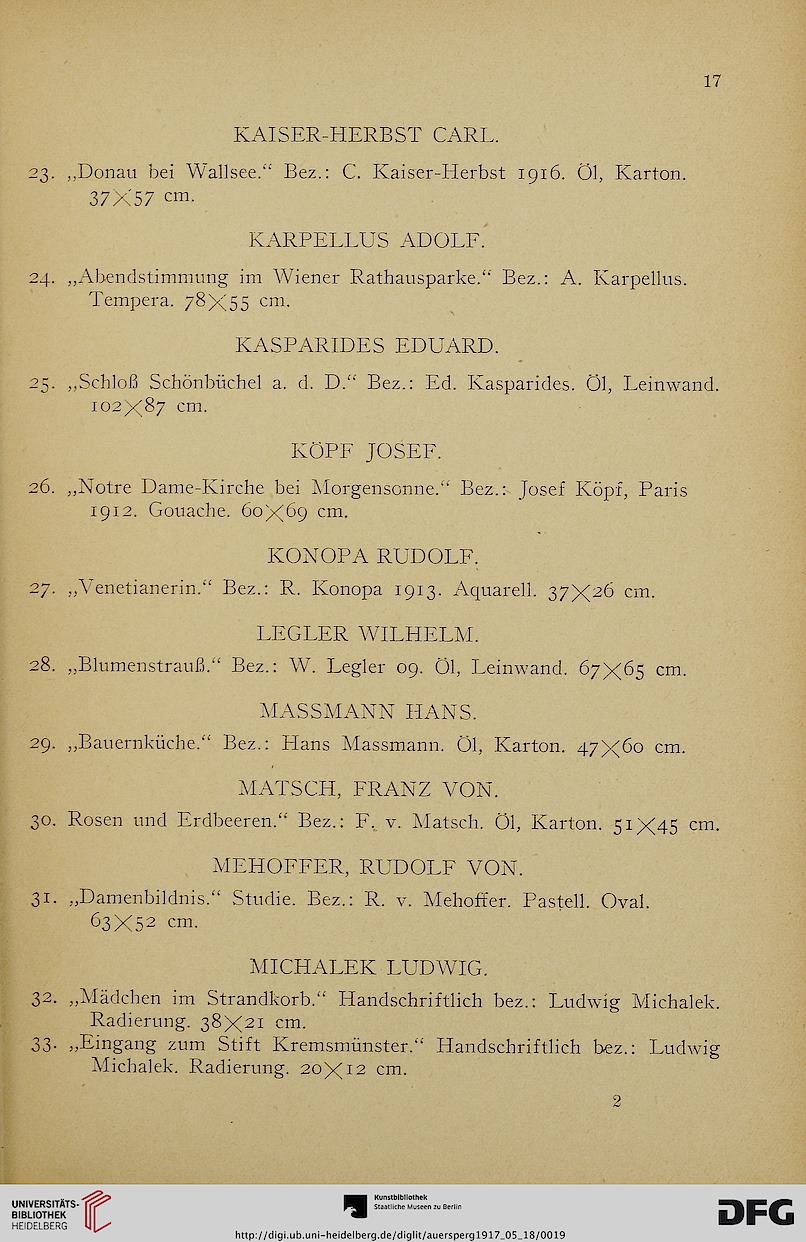 17
KAISER-HERBST CARL.
23. „Donau bei Wallsee.“ Bez.: C. Kaiser-Herbst 1916. Öl, Karton.
37×57 cm.
KARPELLUS ADOLF.
24. „Abendstimmung im Wiener Rathausparke.“ Bez.: A. Karpellus.
Tempera. 78×55 cm.
KASPARIDES EDUARD.
25. „Schloß Schönbüchel a. d. D.“ Bez.: Ed. Kasparides. Öl, Leinwand.
102×87 cm.
KÖPF JOSEF.
26. „Notre Dame-Kirche bei Morgensonne.“ Bez.: Josef Köpf, Paris
1912. Gouache. 60×69 cm.
KONOPA RUDOLF.
27. „Venetianerin.“ Bez.: R. Konopa 1913. Aquarell. 37×26 cm.
LEGLER WILHELM.
28. „Blumenstrauß.“ Bez.: W. Legler 09. Öl, Leinwand. 67×65 cm.
MASSMANN HANS.
29. „Bauernküche.“ Bez.: Hans Massmann. Öl, Karton. 47×60 cm.
MATSCH, FRANZ VON.
30. Rosen und Erdbeeren.“ Bez.: F. v. Matsch. Öl, Karton. 51×45 cm.
MEHOFFER, RUDOLF VON.
31. „Damenbildnis.“ Studie. Bez.: R. v. Mehoffer. Pastell. Oval.
63×52 cm.
MICHALEK LUDWIG.
32. „Mädchen im Strandkorb.“ Handschriftlich bez.: Ludwig Michalek.
Radierung. 38×21 cm.
33. „Eingang zum Stift Kremsmünster.“ Handschriftlich bez.: Ludwig
Michalek. Radierung. 20×12 cm.
2
UNIVERSITÄTS-
BIBLIOTHEK
HEIDELBERG
Kunstbibliothek
Staatliche Museen zu Berlin
http://digi.ub.uni-heidelberg.de/diglit/auersperg1917_05_18/0019
DFG